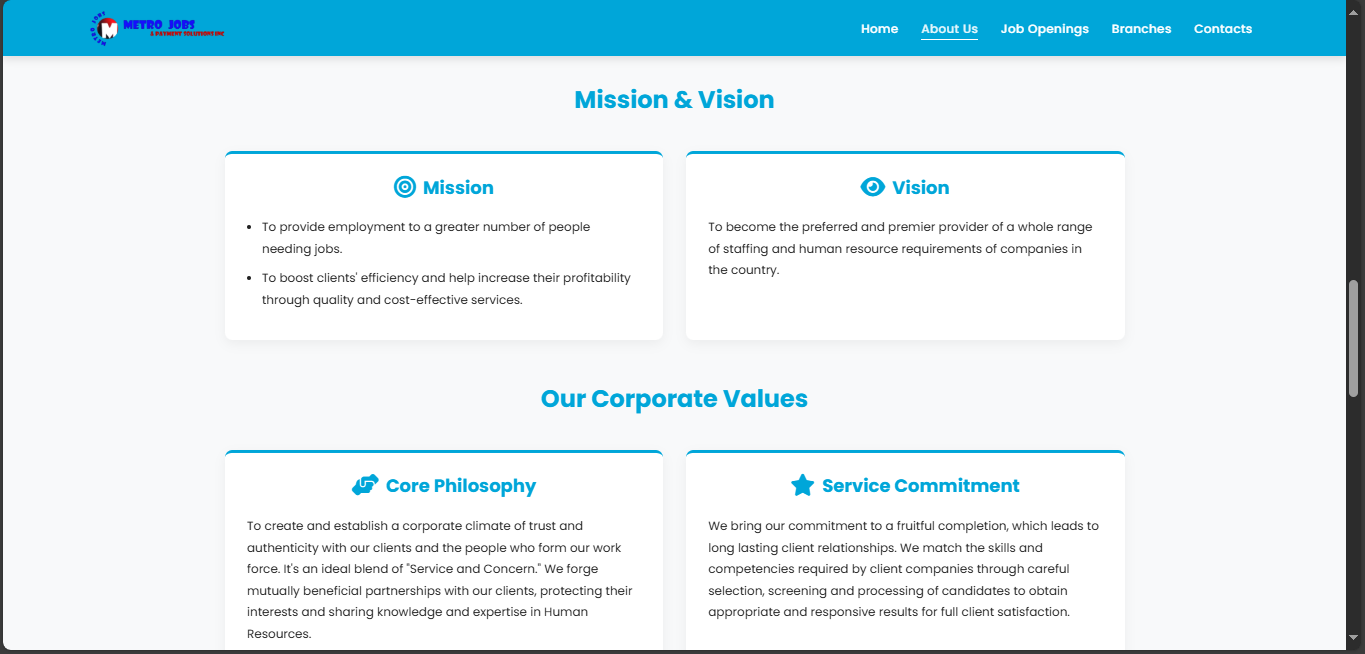 METRO JOBS
& PAYMENT SOLUTIONS INC
Home About Us Job Openings Branches Contacts
Mission & Vision
Mission
To provide employment to a greater number of people
needing jobs.
To boost clients' efficiency and help increase their profitability
through quality and cost-effective services.
Vision
To become the preferred and premier provider of a whole range
of staffing and human resource requirements of companies in
the country.
Our Corporate Values
Core Philosophy
To create and establish a corporate climate of trust and
authenticity with our clients and the people who form our work
force. It's an ideal blend of "Service and Concern." We forge
mutually beneficial partnerships with our clients, protecting their
interests and sharing knowledge and expertise in Human
Resources.
Service Commitment
We bring our commitment to a fruitful completion, which leads to
long lasting client relationships. We match the skills and
competencies required by client companies through careful
selection, screening and processing of candidates to obtain
appropriate and responsive results for full client satisfaction.